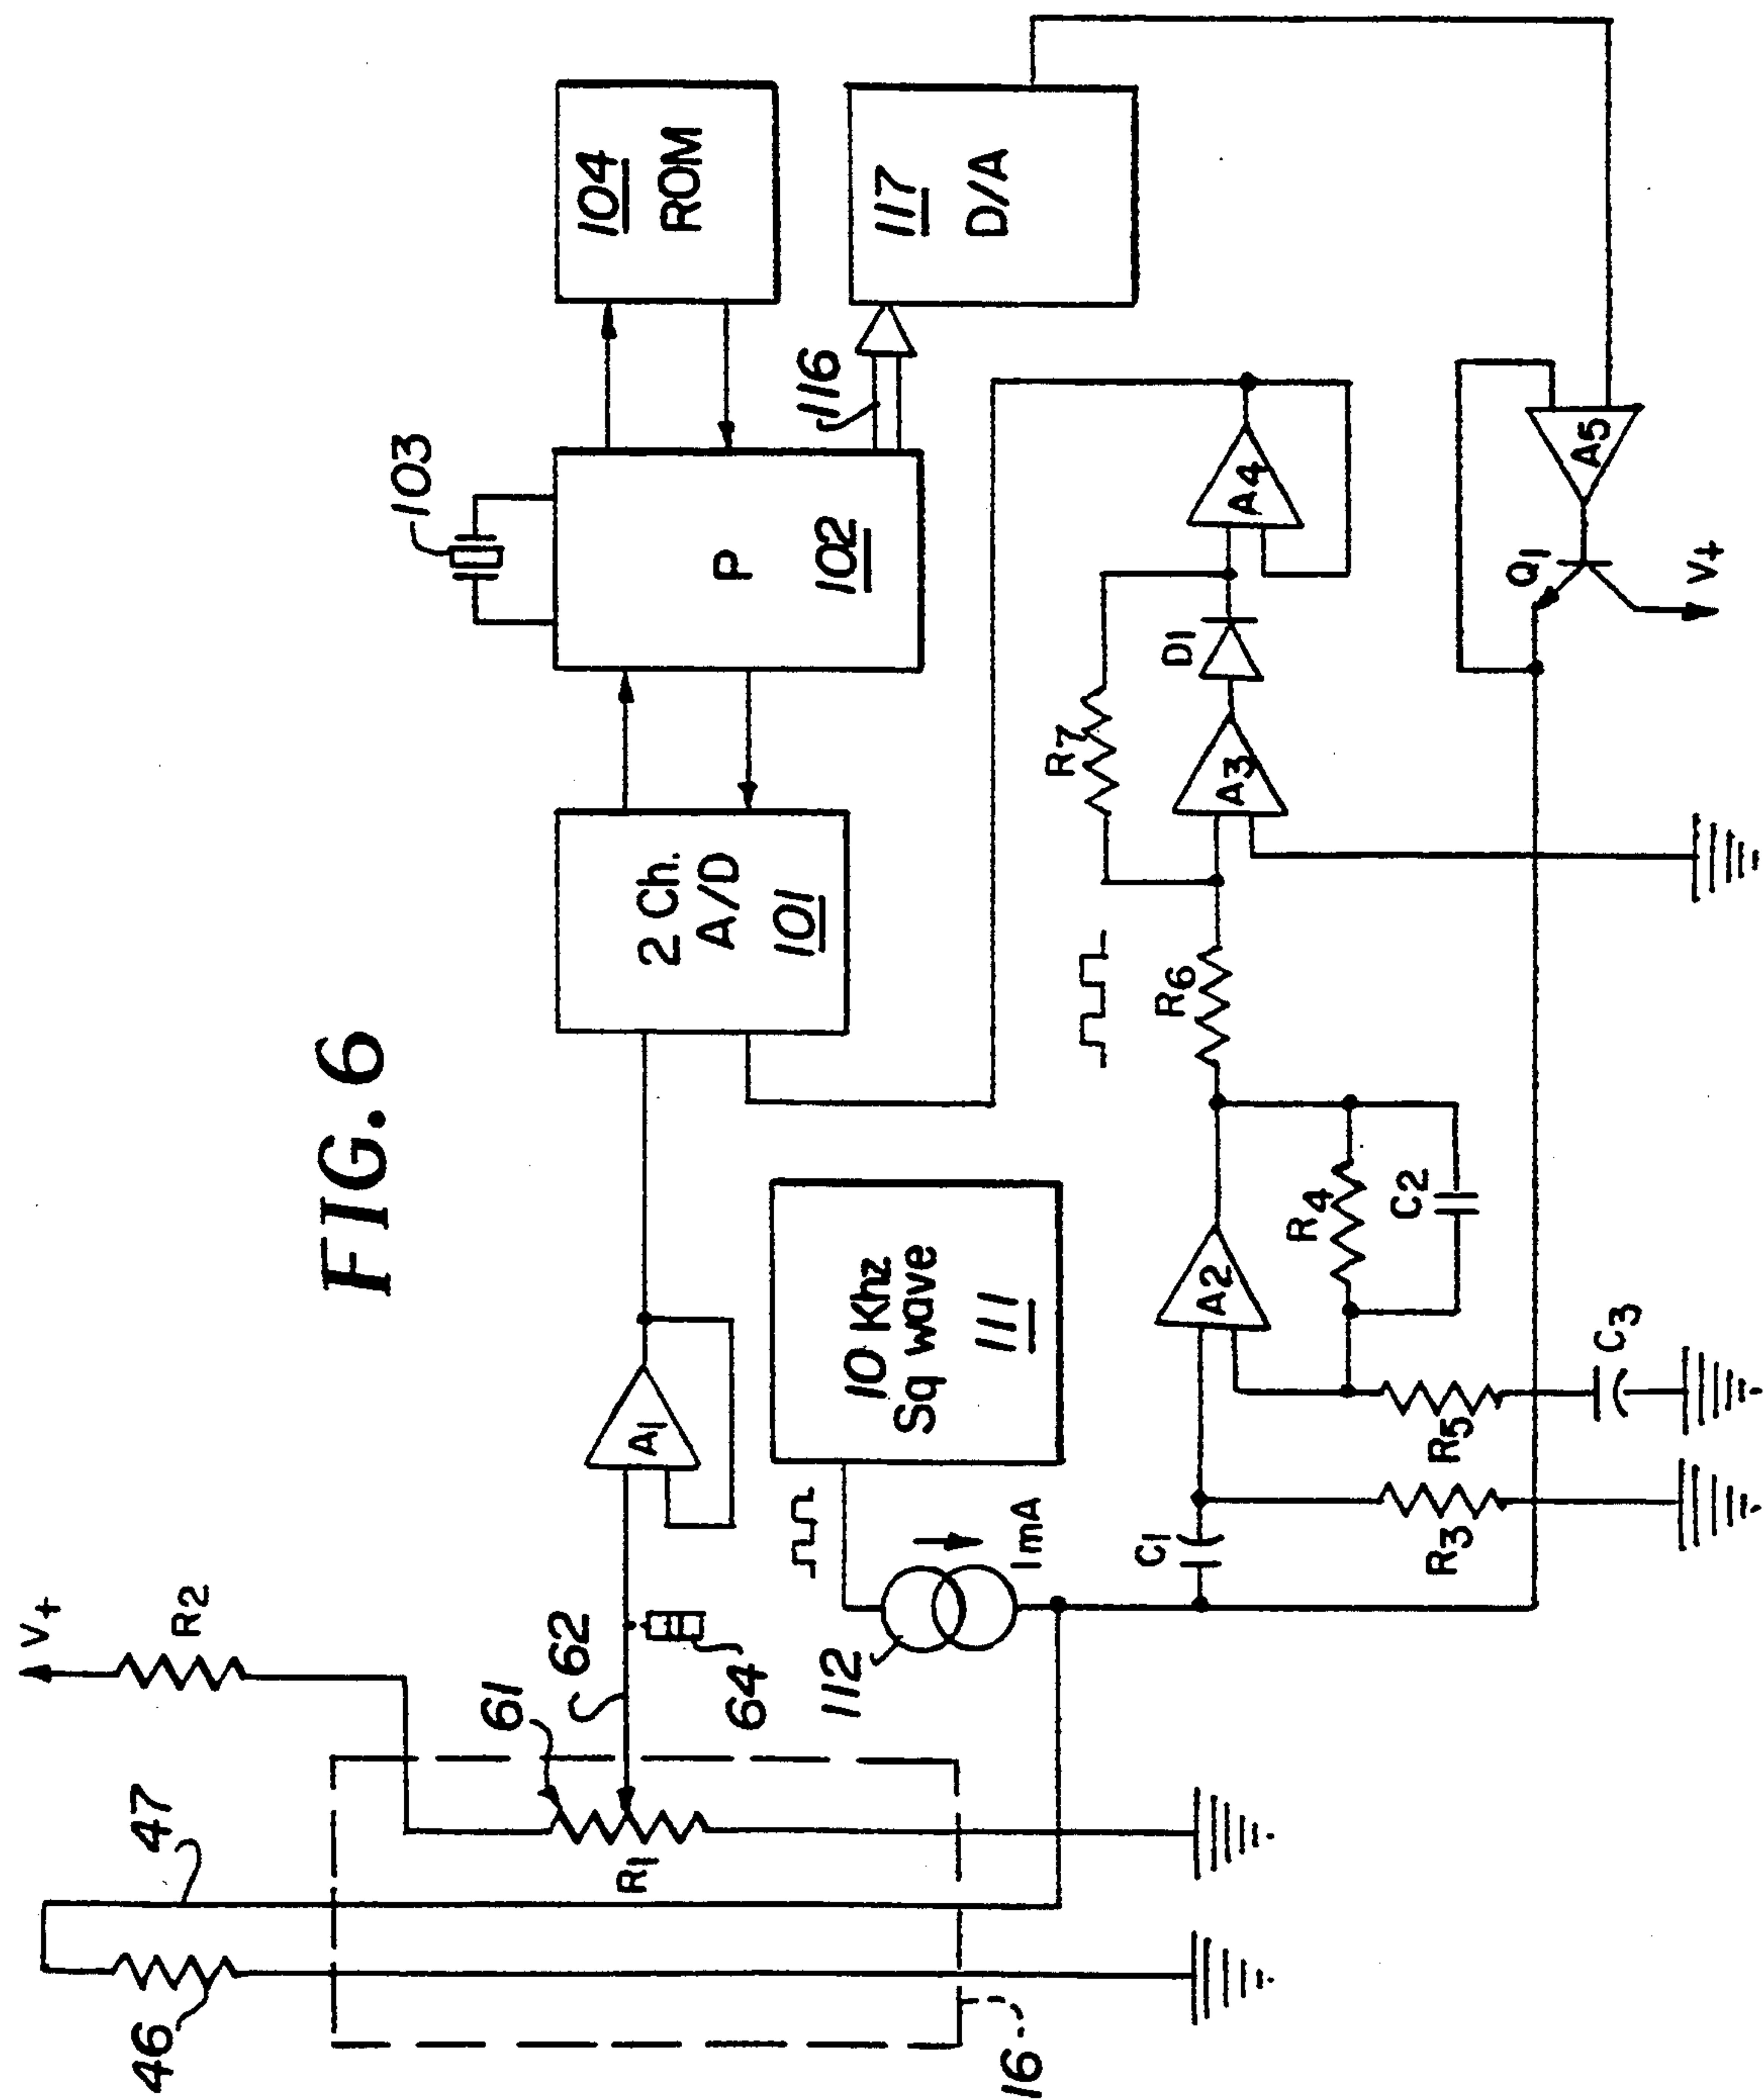 FIG. 6
V+
R2
47
46
61
62
64
R1
16
A1
2 Ch.
A/D
101
P
102
103
104
ROM
116
117
D/A
10 Khz
Sq wave
111
112
1mA
C1
R3
A2
R4
C2
R5
C3
R6
R7
A3
D1
A4
A5
Q1
V+